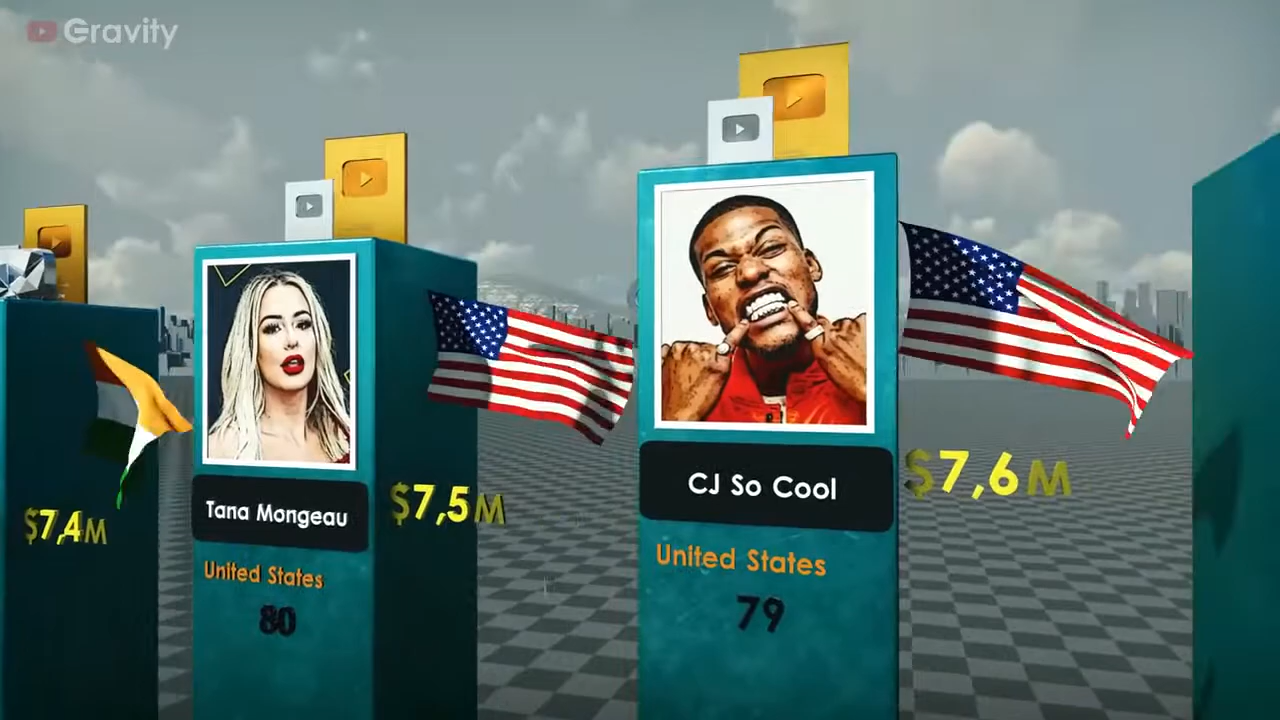 Gravity
$7,4M
Tana Mongeau
United States
80
$7,5M
CJ So Cool
United States
79
$7,6M